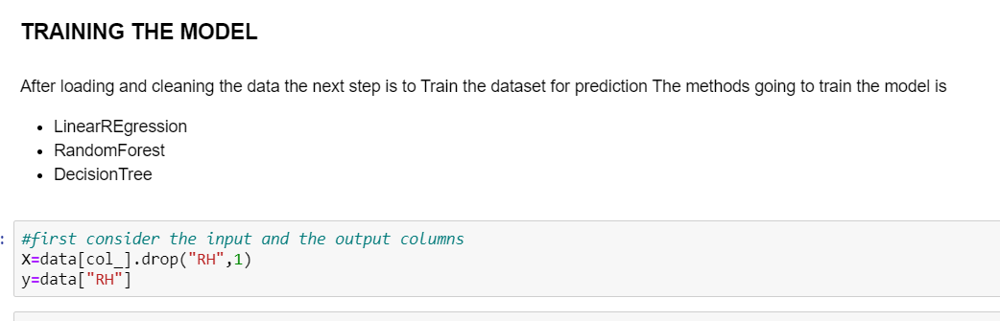 TRAINING THE MODEL
After loading and cleaning the data the next step is to Train the dataset for prediction The methods going to train the model is
• LinearREgression
• RandomForest
• DecisionTree
:
#first consider the input and the output columns
X=data[col_].drop("RH",1)
y=data["RH"]